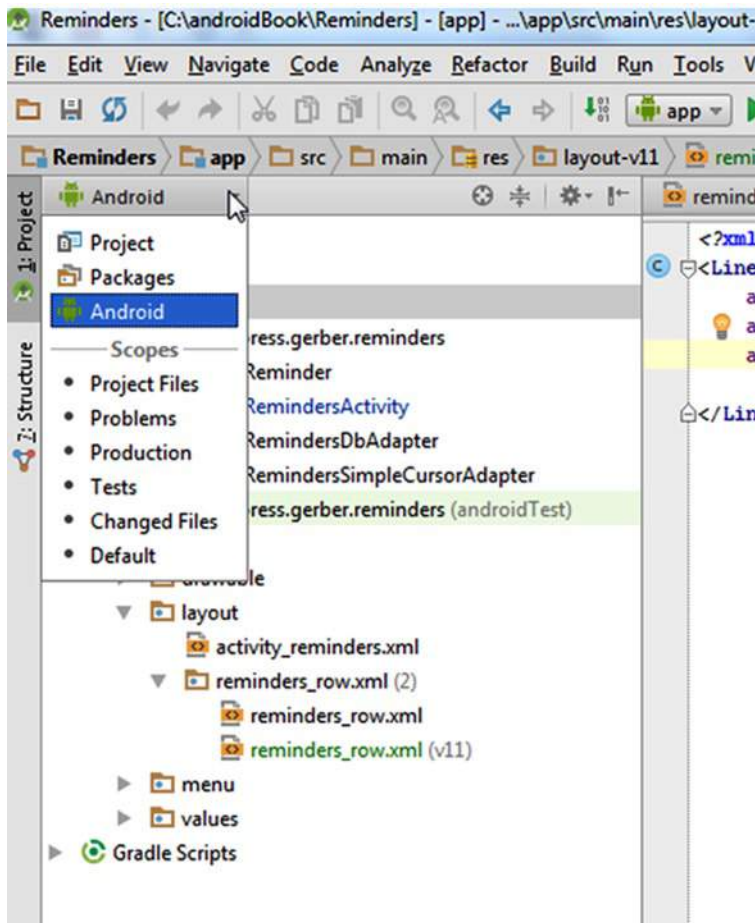 Reminders - [C:\androidBook\Reminders] - [app] - ...\app\src\main\res\layout-
File Edit View Navigate Code Analyze Refactor Build Run Tools V
app
Reminders app src main res layout-v11 remi
1: Project
7: Structure
Android
remind
Project
Packages
Android
Scopes
Project Files
Problems
Production
Tests
Changed Files
Default
ress.gerber.reminders
Reminder
RemindersActivity
RemindersDbAdapter
RemindersSimpleCursorAdapter
ress.gerber.reminders (androidTest)
drawable
layout
activity_reminders.xml
reminders_row.xml (2)
reminders_row.xml
reminders_row.xml (v11)
menu
values
Gradle Scripts
<?xml
<Line
a
a
a
</Lin